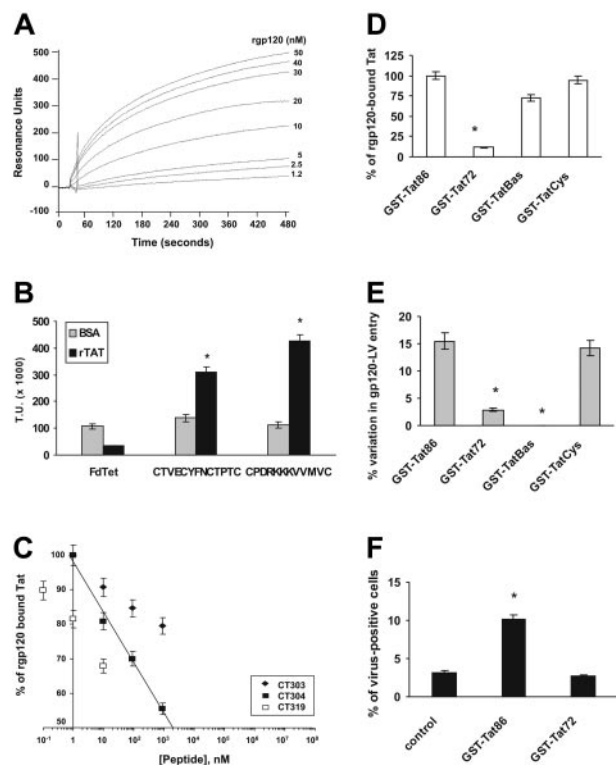 A
rgp120 (nM)
500
400
300
200
100
0
-100
Resonance Units
50
40
30
20
10
5
2.5
1.2
60 120 180 240 300 360 420 480
Time (seconds)
B
BSA
rTAT
500
400
300
200
100
0
T.U. (x 1000)
*
*
FdTet
CTVECYFNCTPTC
CPDRKKKVVMVC
C
100
90
80
70
60
50
% of rgp120 bound Tat
CT303
CT304
CT319
10-1 1 10 10² 10³ 10⁴ 10⁵ 10⁶ 10⁷ 10⁸
[Peptide], nM
D
125
100
75
50
25
0
% of rgp120-bound Tat
*
GST-Tat86
GST-Tat72
GST-TatBas
GST-TatCys
E
20
15
10
5
0
% variation in gp120-LV entry
*
*
GST-Tat86
GST-Tat72
GST-TatBas
GST-TatCys
F
15
10
5
0
% of virus-positive cells
*
control
GST-Tat86
GST-Tat72